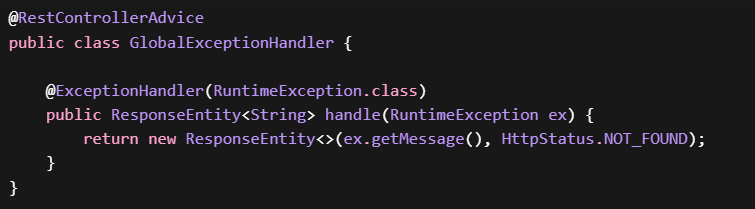 @RestControllerAdvice
public class GlobalExceptionHandler {
@ExceptionHandler(RuntimeException.class)
public ResponseEntity<String> handle(RuntimeException ex) {
return new ResponseEntity<>(ex.getMessage(), HttpStatus.NOT_FOUND);
}
}